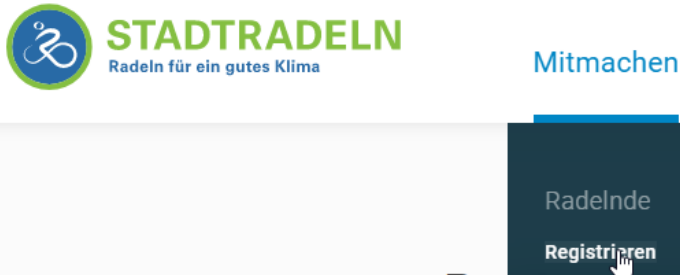 STADTRADELN
Radeln für ein gutes Klima
Mitmachen
Radelnde
Registrieren